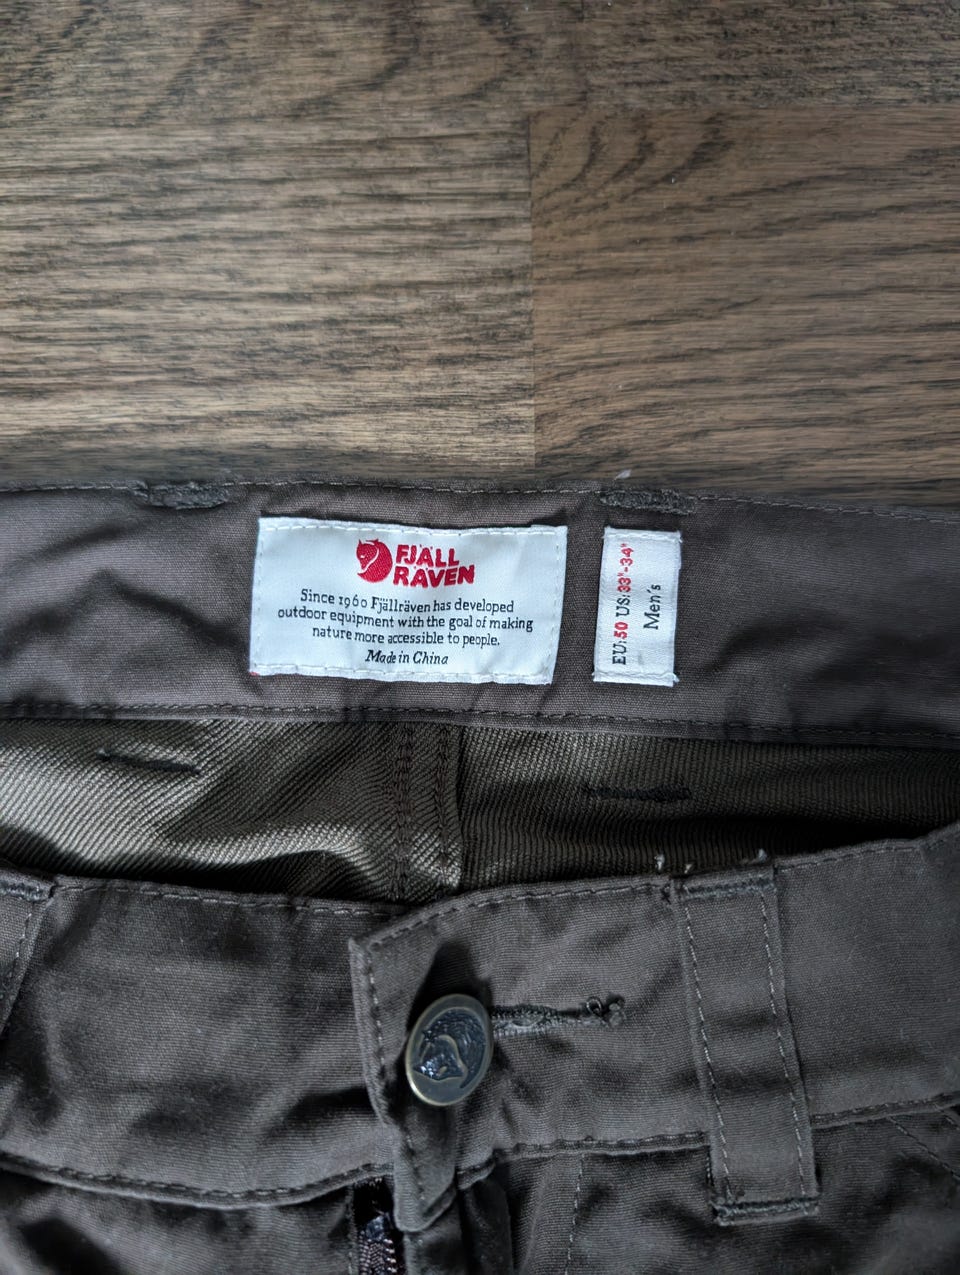 FJÄLL
RÄVEN
Since 1960 Fjällräven has developed
outdoor equipment with the goal of making
nature more accessible to people.
Made in China
EU:50 US:33"-34"
Men's